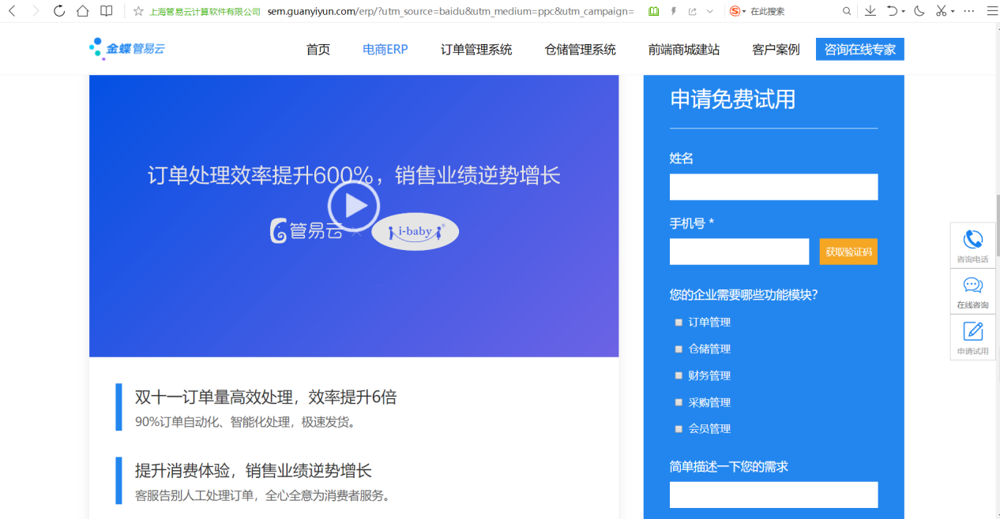 上海管易云计算软件有限公司 sem.guanyiyun.com/erp/?utm_source=baidu&utm_medium=ppc&utm_campaign= 在此搜索
金蝶管易云 首页 电商ERP 订单管理系统 仓储管理系统 前端商城建站 客户案例 咨询在线专家
订单处理效率提升600%，销售业绩逆势增长
管易云 × i-baby®
双十一订单量高效处理，效率提升6倍
90%订单自动化、智能化处理，极速发货。
提升消费体验，销售业绩逆势增长
客服告别人工处理订单，全心全意为消费者服务。
申请免费试用
姓名
手机号 *
获取验证码
您的企业需要哪些功能模块?
订单管理
仓储管理
财务管理
采购管理
会员管理
简单描述一下您的需求
咨询电话
在线咨询
申请试用